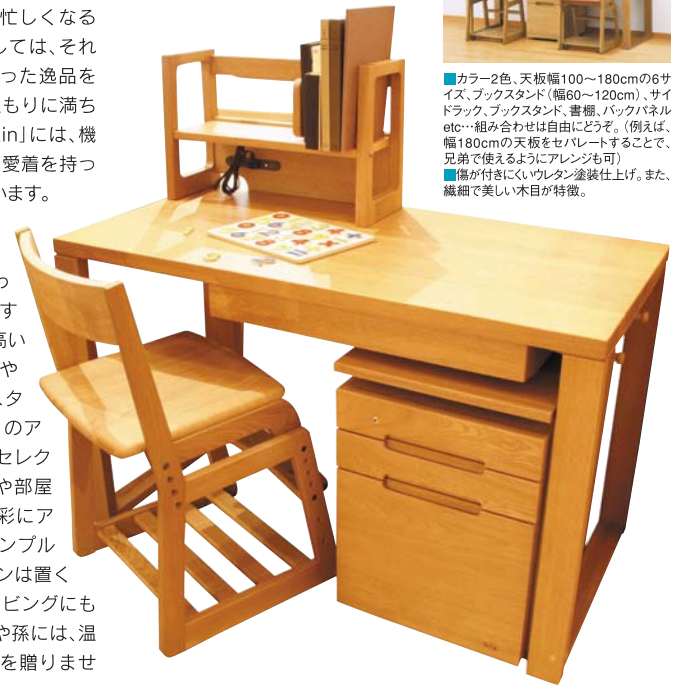 忙しくなる
しては、それ
った逸品を
もりに満ち
in」には、機
愛着を持っ
います。
わ
す
高い
や
スタ
のア
セレク
や部屋
彩にア
ンプル
ンは置く
ビングにも
や孫には、温
を贈りませ
■カラー2色、天板幅100〜180cmの6サ
イズ、ブックスタンド（幅60〜120cm）、サイ
ドラック、ブックスタンド、書棚、バックパネル
etc…組み合わせは自由にどうぞ。（例えば、
幅180cmの天板をセパレートすることで、
兄弟で使えるようにアレンジも可）
■傷が付きにくいウレタン塗装仕上げ。また、
繊細で美しい木目が特徴。